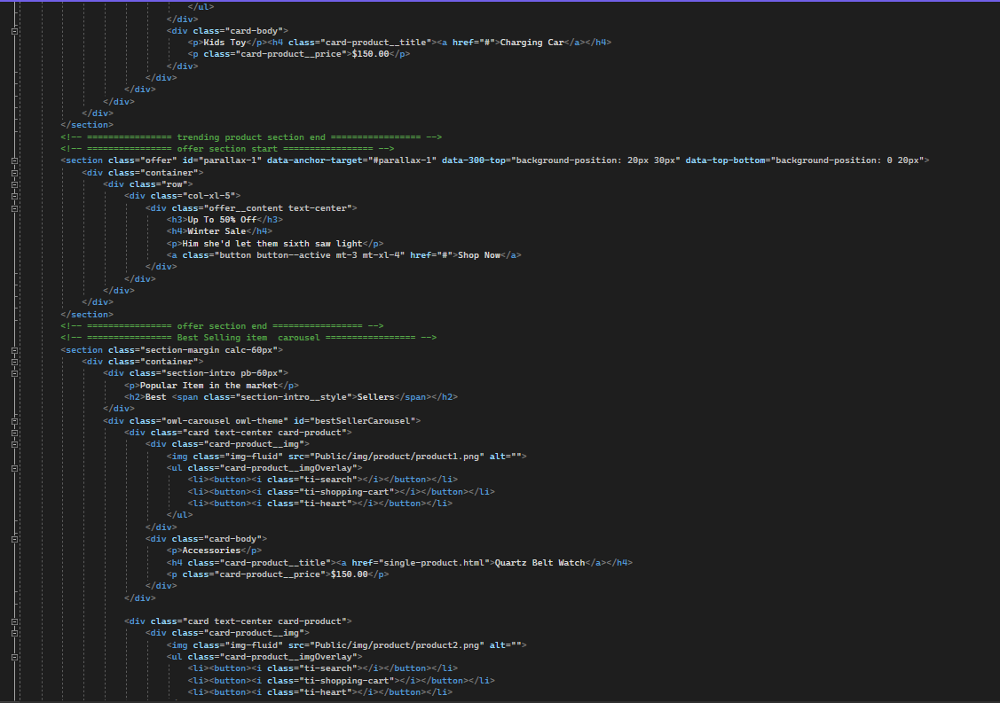 </ul>
</div>
<div class="card-body">
<p>Kids Toy</p><h4 class="card-product__title"><a href="#">Charging Car</a></h4>
<p class="card-product__price">$150.00</p>
</div>
</div>
</div>
</div>
</div>
</section>
<!-- ================ trending product section end ================= -->
<!-- ================ offer section start ================= -->
<section class="offer" id="parallax-1" data-anchor-target="#parallax-1" data-300-top="background-position: 20px 30px" data-top-bottom="background-position: 0 20px">
<div class="container">
<div class="row">
<div class="col-xl-5">
<div class="offer__content text-center">
<h3>Up To 50% Off</h3>
<h4>Winter Sale</h4>
<p>Him she'd let them sixth saw light</p>
<a class="button button--active mt-3 mt-xl-4" href="#">Shop Now</a>
</div>
</div>
</div>
</div>
</section>
<!-- ================ offer section end ================= -->
<!-- ================ Best Selling item  carousel ================= -->
<section class="section-margin calc-60px">
<div class="container">
<div class="section-intro pb-60px">
<p>Popular Item in the market</p>
<h2>Best <span class="section-intro__style">Sellers</span></h2>
</div>
<div class="owl-carousel owl-theme" id="bestSellerCarousel">
<div class="card text-center card-product">
<div class="card-product__img">
<img class="img-fluid" src="Public/img/product/product1.png" alt="">
<ul class="card-product__imgOverlay">
<li><button><i class="ti-search"></i></button></li>
<li><button><i class="ti-shopping-cart"></i></button></li>
<li><button><i class="ti-heart"></i></button></li>
</ul>
</div>
<div class="card-body">
<p>Accessories</p>
<h4 class="card-product__title"><a href="single-product.html">Quartz Belt Watch</a></h4>
<p class="card-product__price">$150.00</p>
</div>
</div>
<div class="card text-center card-product">
<div class="card-product__img">
<img class="img-fluid" src="Public/img/product/product2.png" alt="">
<ul class="card-product__imgOverlay">
<li><button><i class="ti-search"></i></button></li>
<li><button><i class="ti-shopping-cart"></i></button></li>
<li><button><i class="ti-heart"></i></button></li>